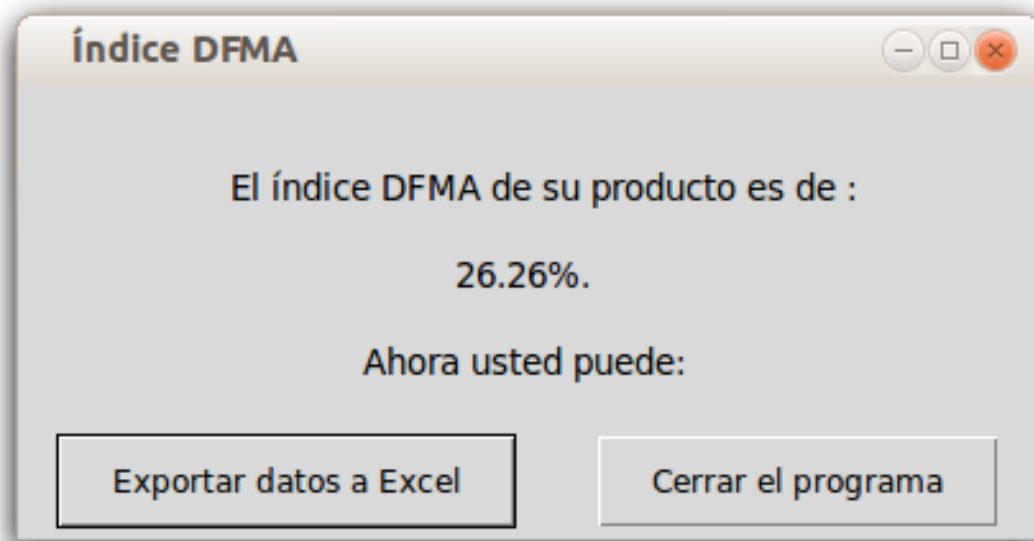 Índice DFMA
El índice DFMA de su producto es de :
26.26%.
Ahora usted puede:
Exportar datos a Excel
Cerrar el programa